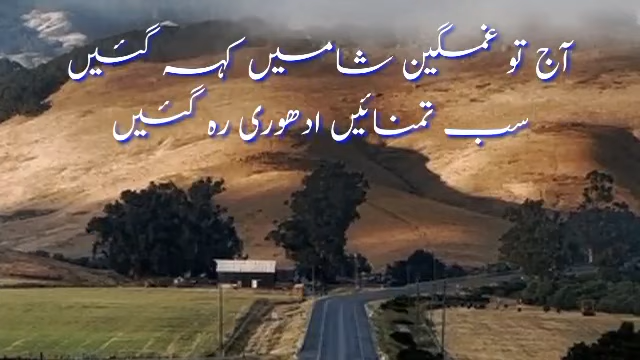 آج تو غمگین شامیں کہہ گئیں
سب تمنائیں ادھوری رہ گئیں